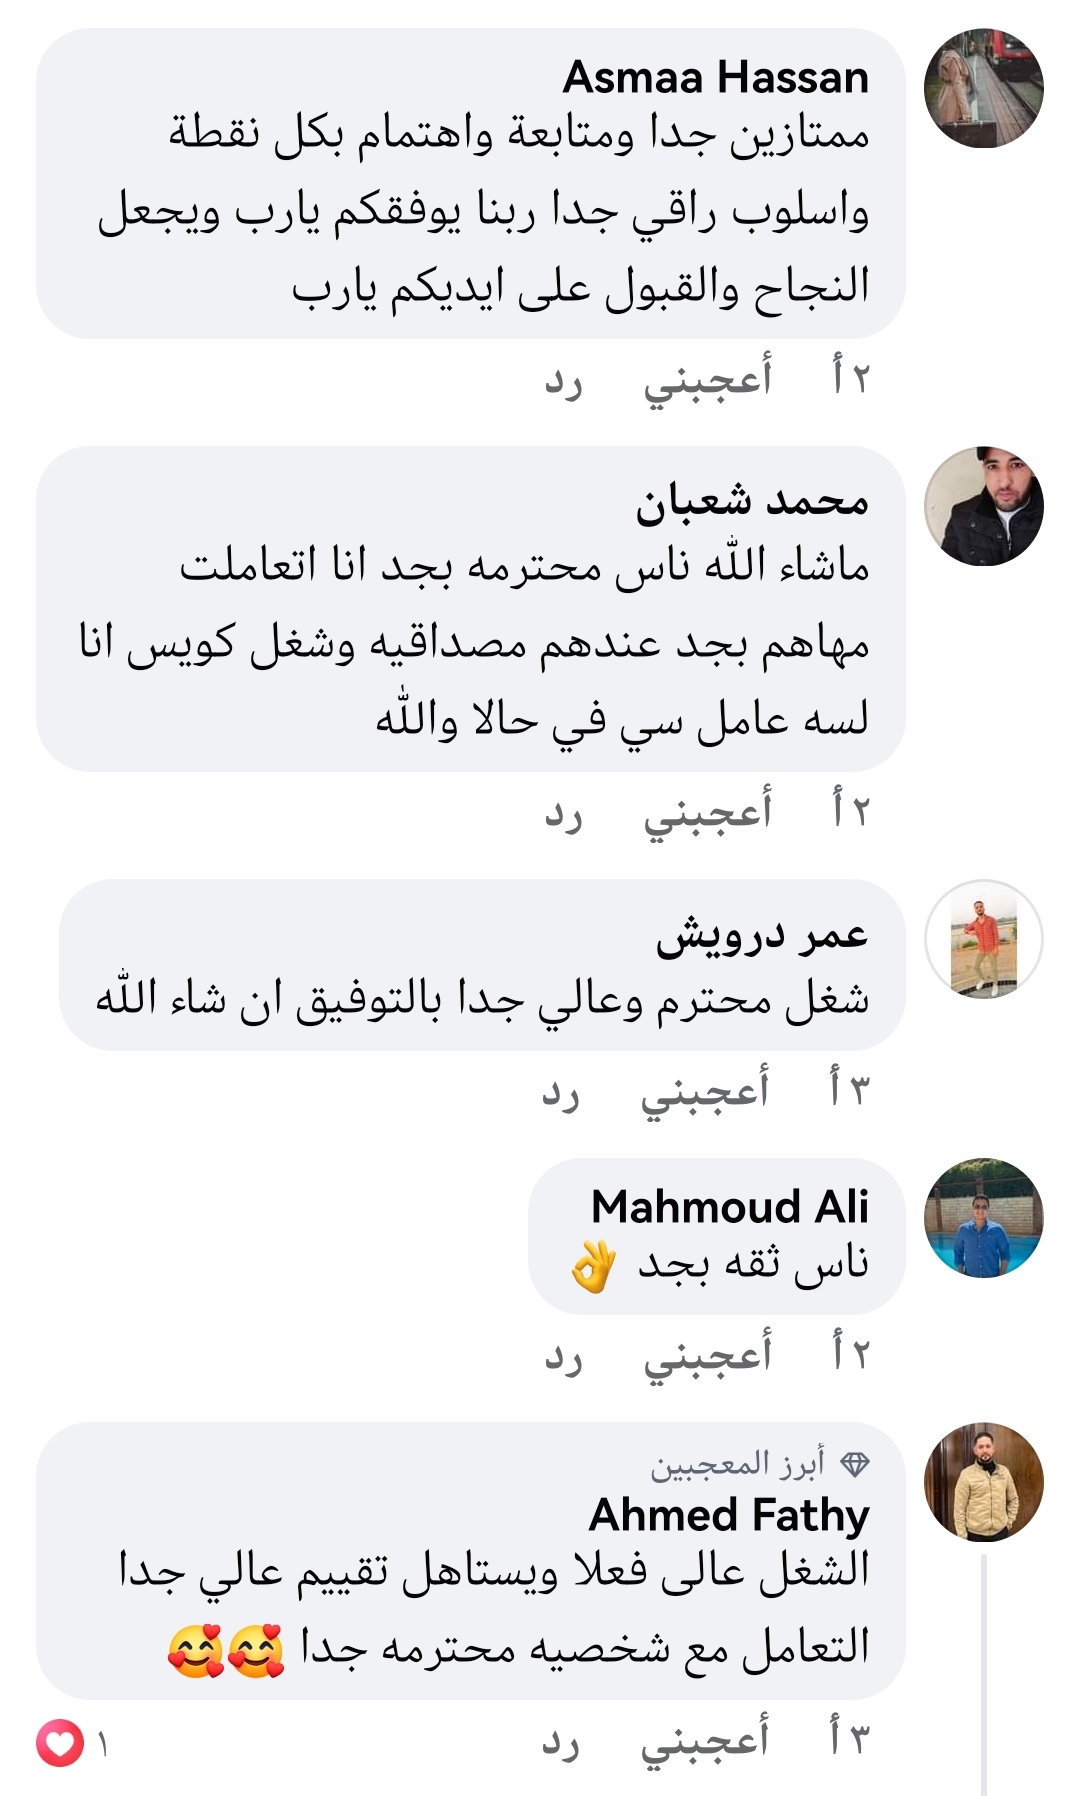 Asmaa Hassan
ممتازين جدا ومتابعة واهتمام بكل نقطة
واسلوب راقي جدا ربنا يوفقكم يارب ويجعل
النجاح والقبول على ايديكم يارب
٢ أ أعجبني رد
محمد شعبان
ماشاء الله ناس محترمه بجد انا اتعاملت
مهاهم بجد عندهم مصداقيه وشغل كويس انا
لسه عامل سي في حالا والله
٢ أ أعجبني رد
عمر درويش
شغل محترم وعالي جدا بالتوفيق ان شاء الله
٣ أ أعجبني رد
Mahmoud Ali
ناس ثقه بجد 👌
٢ أ أعجبني رد
أبرز المعجبين
Ahmed Fathy
الشغل عالى فعلا ويستاهل تقييم عالي جدا
التعامل مع شخصيه محترمه جدا 🥰🥰
٣ أ أعجبني رد ١